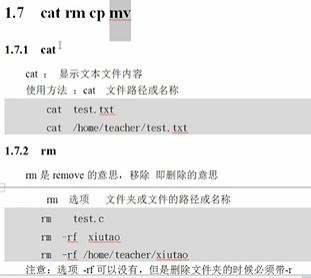 1.7 cat rm cp mv
1.7.1 cat
cat： 显示文本文件内容
使用方法：cat 文件路径或名称
cat test.txt
cat /home/teacher/test.txt
1.7.2 rm
rm 是 remove 的意思，移除 即删除的意思
rm 选项 文件夹或文件的路径或名称
rm test.c
rm -rf xiutao
rm -rf /home/teacher/xiutao
注意：选项 -rf 可以没有，但是删除文件夹的时候必须带-r